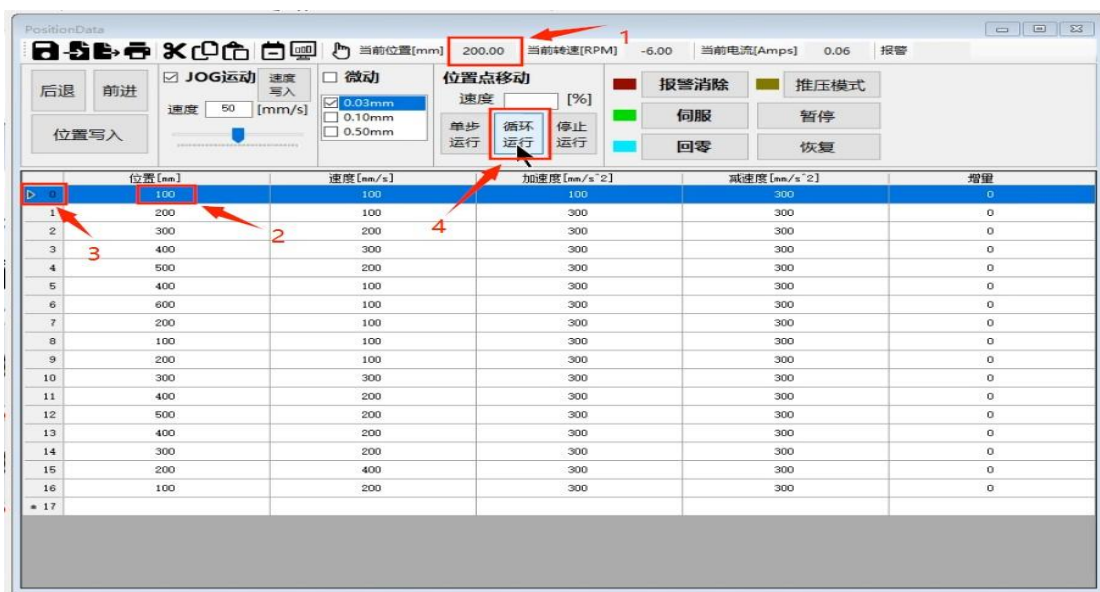 PositionData
当前位置[mm] 200.00 当前转速[RPM] -6.00 当前电流[Amps] 0.06 报警
1
后退 前进 位置写入
JOG运动 速度写入
速度 50 [mm/s]
微动
0.03mm
0.10mm
0.50mm
位置点移动
速度 [%]
单步运行 循环运行 停止运行
报警消除 推压模式
伺服 暂停
回零 恢复
位置[mm] 速度[mm/s] 加速度[mm/s^2] 减速度[mm/s^2] 增量
0 100 100 100 300 0
1 200 100 300 300 0
2 300 200 300 300 0
3 400 300 300 300 0
4 500 200 300 300 0
5 400 100 300 300 0
6 600 100 300 300 0
7 200 100 300 300 0
8 100 100 300 300 0
9 200 100 300 300 0
10 300 300 300 300 0
11 400 200 300 300 0
12 500 200 300 300 0
13 400 200 300 300 0
14 300 200 300 300 0
15 200 400 300 300 0
16 100 200 300 300 0
* 17
2
3
4